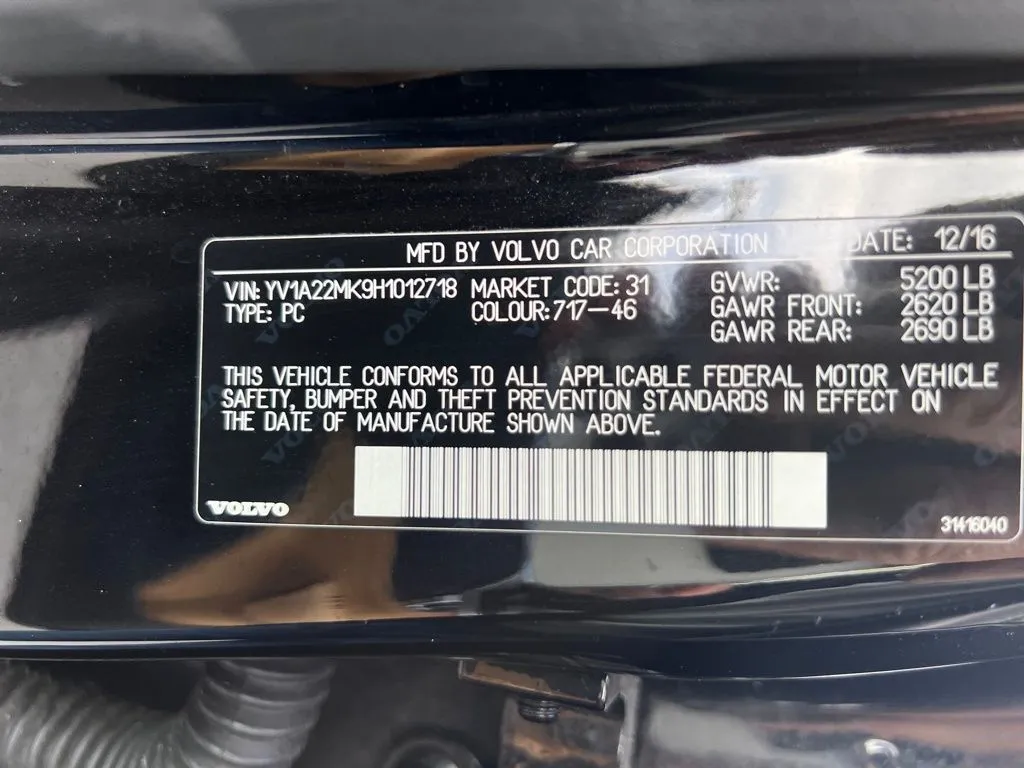 MFD BY VOLVO CAR CORPORATION DATE: 12/16
VIN: YV1A22MK9H1012718 MARKET CODE: 31 GVWR: 5200 LB
TYPE: PC COLOUR: 717-46 GAWR FRONT: 2620 LB
GAWR REAR: 2690 LB
THIS VEHICLE CONFORMS TO ALL APPLICABLE FEDERAL MOTOR VEHICLE
SAFETY, BUMPER AND THEFT PREVENTION STANDARDS IN EFFECT ON
THE DATE OF MANUFACTURE SHOWN ABOVE.
VOLVO
31416040